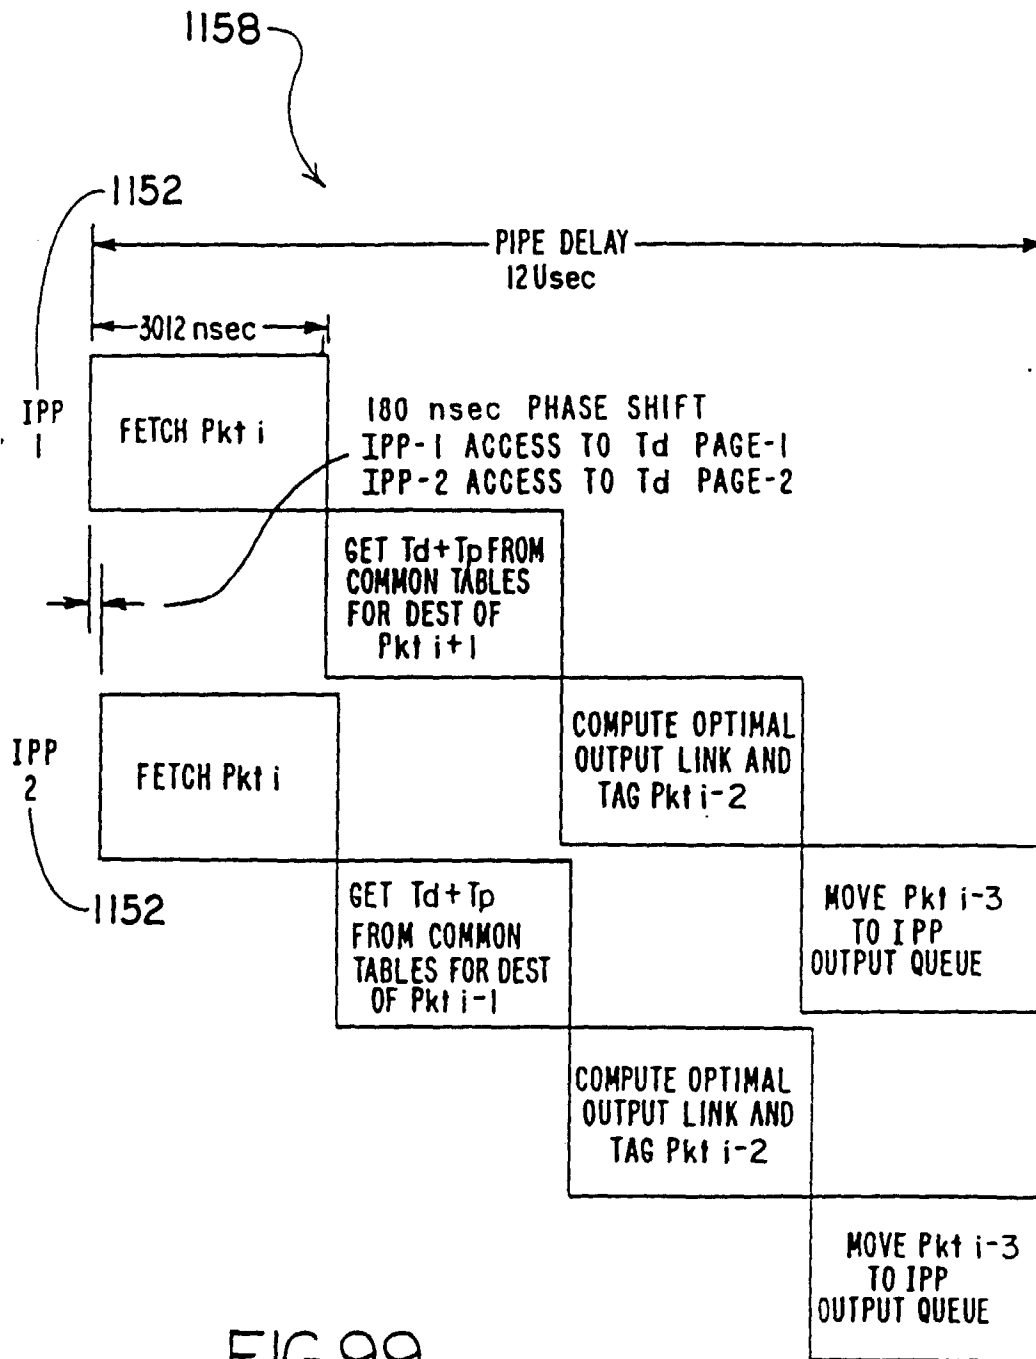 1158
1152
PIPE DELAY
12Usec
3012 nsec
IPP
1
FETCH Pkt i
180 nsec PHASE SHIFT
IPP-1 ACCESS TO Td PAGE-1
IPP-2 ACCESS TO Td PAGE-2
GET Td+Tp FROM
COMMON TABLES
FOR DEST OF
Pkt i+1
COMPUTE OPTIMAL
OUTPUT LINK AND
TAG Pkt i-2
MOVE Pkt i-3
TO IPP
OUTPUT QUEUE
IPP
2
FETCH Pkt i
1152
GET Td+Tp
FROM COMMON
TABLES FOR DEST
OF Pkt i-1
COMPUTE OPTIMAL
OUTPUT LINK AND
TAG Pkt i-2
MOVE Pkt i-3
TO IPP
OUTPUT QUEUE
FIG.99